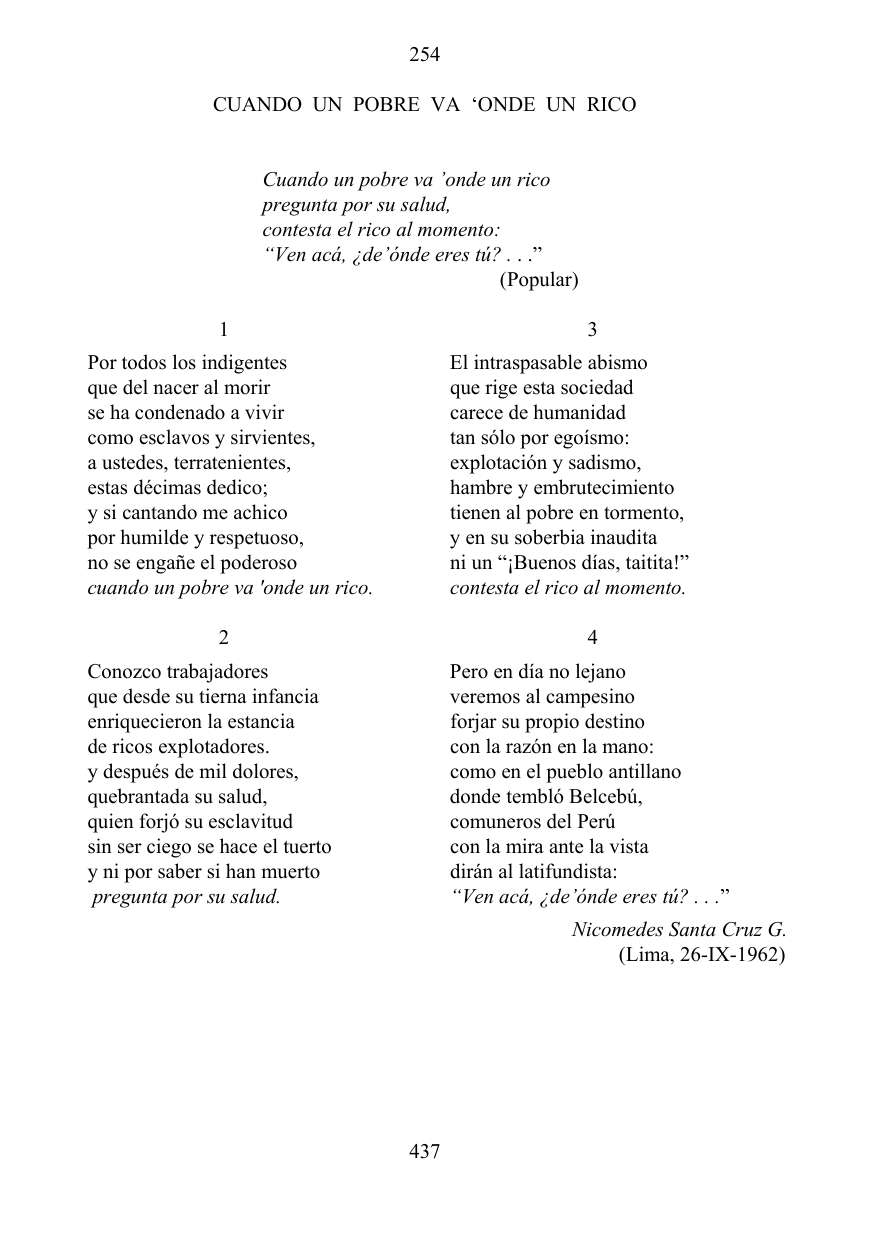 254
CUANDO UN POBRE VA ‘ONDE UN RICO
Cuando un pobre va ’onde un rico
pregunta por su salud,
contesta el rico al momento:
“Ven acá, ¿de’ónde eres tú? . . .”
(Popular)
1
Por todos los indigentes
que del nacer al morir
se ha condenado a vivir
como esclavos y sirvientes,
a ustedes, terratenientes,
estas décimas dedico;
y si cantando me achico
por humilde y respetuoso,
no se engañe el poderoso
cuando un pobre va 'onde un rico.
2
Conozco trabajadores
que desde su tierna infancia
enriquecieron la estancia
de ricos explotadores.
y después de mil dolores,
quebrantada su salud,
quien forjó su esclavitud
sin ser ciego se hace el tuerto
y ni por saber si han muerto
pregunta por su salud.
3
El intraspasable abismo
que rige esta sociedad
carece de humanidad
tan sólo por egoísmo:
explotación y sadismo,
hambre y embrutecimiento
tienen al pobre en tormento,
y en su soberbia inaudita
ni un “¡Buenos días, taitita!”
contesta el rico al momento.
4
Pero en día no lejano
veremos al campesino
forjar su propio destino
con la razón en la mano:
como en el pueblo antillano
donde tembló Belcebú,
comuneros del Perú
con la mira ante la vista
dirán al latifundista:
“Ven acá, ¿de’ónde eres tú? . . .”
Nicomedes Santa Cruz G.
(Lima, 26-IX-1962)
437